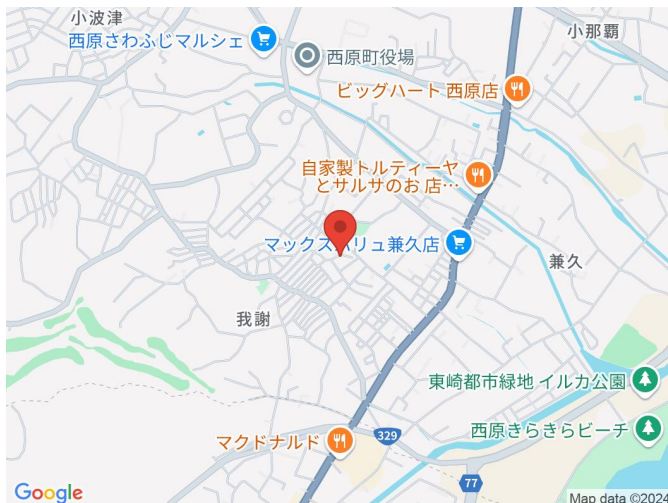 小波津
小那覇
西原さわふじマルシェ
西原町役場
ビッグハート 西原店
自家製トルティーヤ
とサルサのお 店…
マックスバリュ兼久店
兼久
我謝
東崎都市緑地 イルカ公園
西原きらきらビーチ
マクドナルド
329
77
Google
Map data ©2024